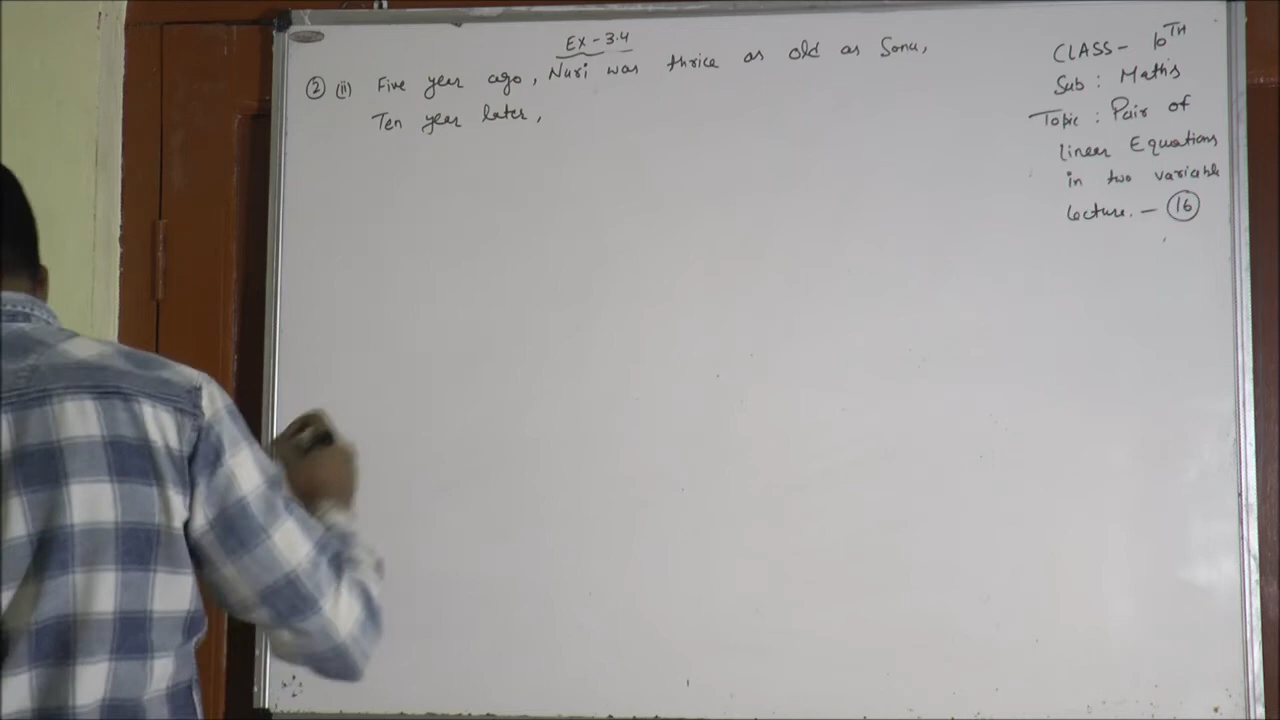 Ex - 3.4
② (ii) Five year ago, Nuri was thrice as old as Sonu,
Ten year later,
CLASS - 10TH
Sub : Maths
Topic : Pair of
linear Equations
in two variable
lecture. - ⑯